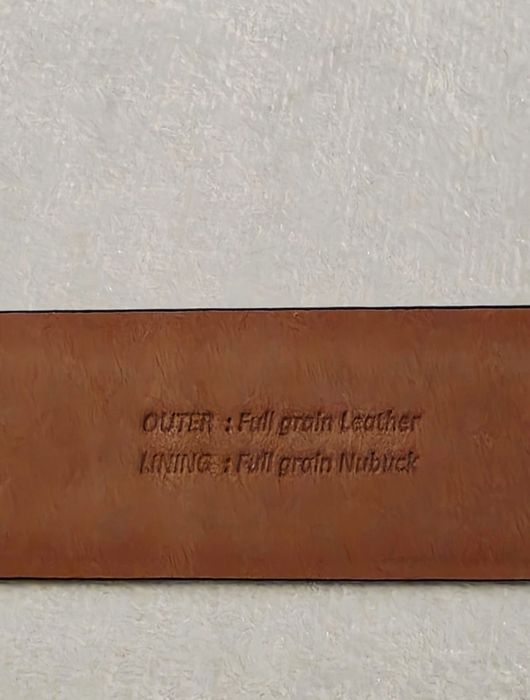 OUTER : Full grain Leather
LINING : Full grain Nubuck